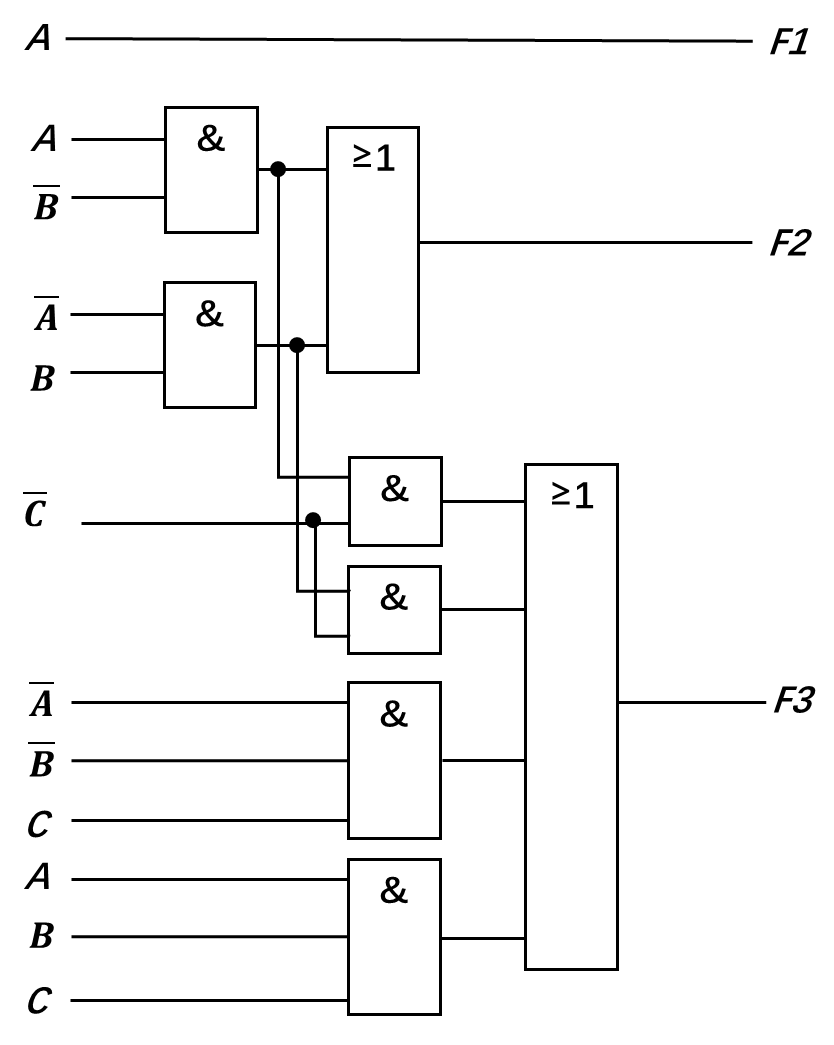 A F1
A & ≥1
B̅
F2
A̅ &
B
& ≥1
C̅
&
A̅ & F3
B̅
C
A &
B
C